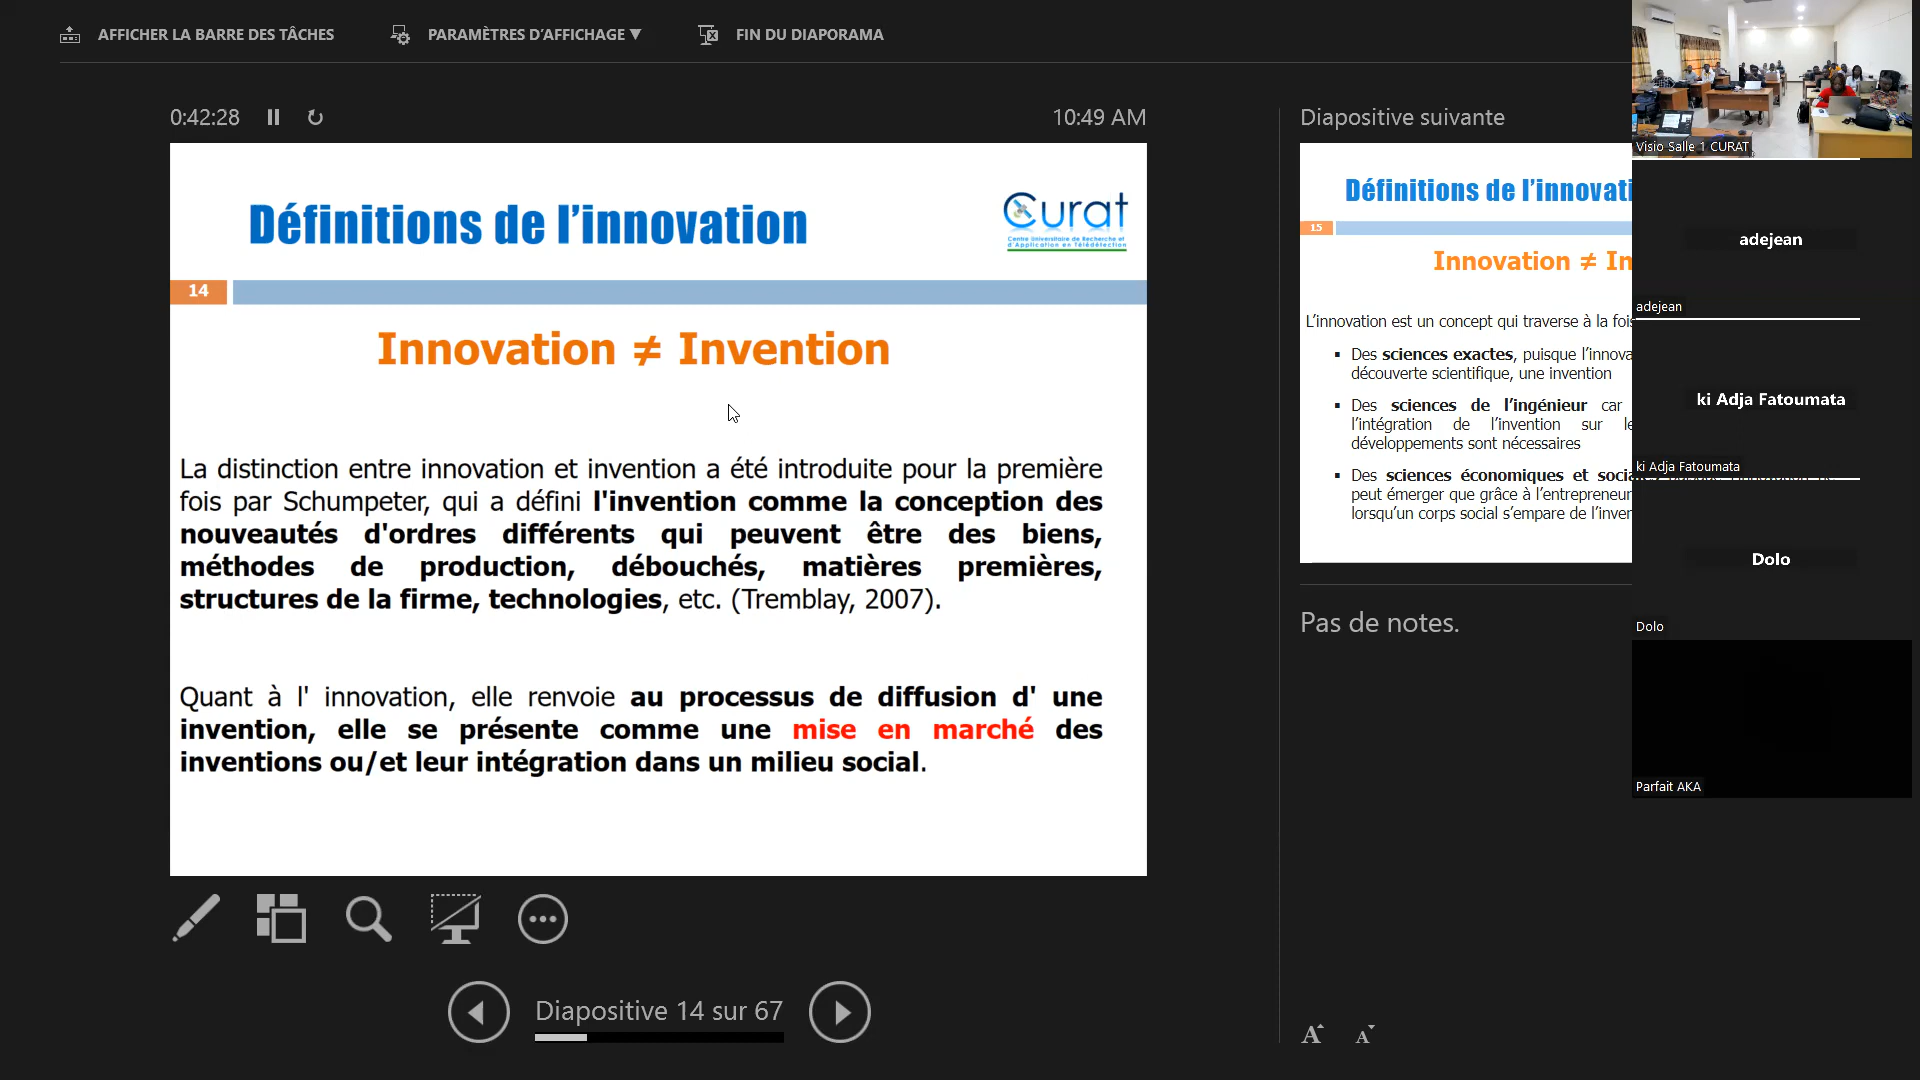 AFFICHER LA BARRE DES TÂCHES
PARAMÈTRES D'AFFICHAGE ▼
FIN DU DIAPORAMA
0:42:28
10:49 AM
Définitions de l'innovation
Curat
Centre Universitaire de Recherche et
d'Application en Télédétection
14
Innovation ≠ Invention
La distinction entre innovation et invention a été introduite pour la première
fois par Schumpeter, qui a défini l'invention comme la conception des
nouveautés d'ordres différents qui peuvent être des biens,
méthodes de production, débouchés, matières premières,
structures de la firme, technologies, etc. (Tremblay, 2007).
Quant à l' innovation, elle renvoie au processus de diffusion d' une
invention, elle se présente comme une mise en marché des
inventions ou/et leur intégration dans un milieu social.
Diapositive 14 sur 67
Diapositive suivante
Définitions de l'innovati
15
Innovation ≠ In
L'innovation est un concept qui traverse à la fois
▪ Des sciences exactes, puisque l'innova
découverte scientifique, une invention
▪ Des sciences de l'ingénieur car
l'intégration de l'invention sur le
développements sont nécessaires
▪ Des sciences économiques et socia
peut émerger que grâce à l'entrepreneur
lorsqu'un corps social s'empare de l'inven
Pas de notes.
A A
Visio Salle 1 CURAT
adejean
adejean
ki Adja Fatoumata
ki Adja Fatoumata
Dolo
Dolo
Parfait AKA